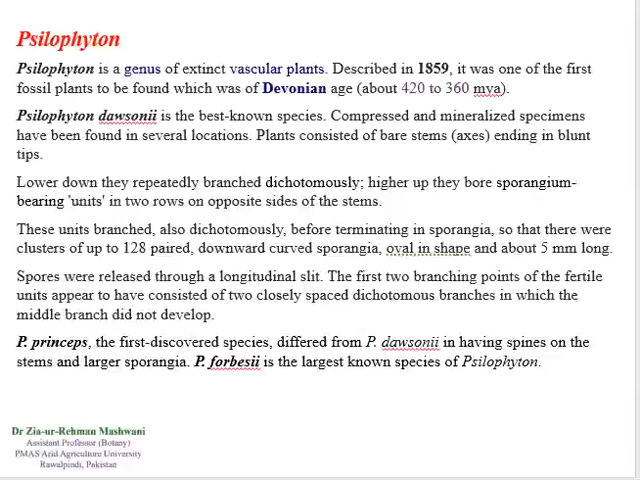 Psilophyton
Psilophyton is a genus of extinct vascular plants. Described in 1859, it was one of the first
fossil plants to be found which was of Devonian age (about 420 to 360 mya).
Psilophyton dawsonii is the best-known species. Compressed and mineralized specimens
have been found in several locations. Plants consisted of bare stems (axes) ending in blunt
tips.
Lower down they repeatedly branched dichotomously; higher up they bore sporangium-
bearing 'units' in two rows on opposite sides of the stems.
These units branched, also dichotomously, before terminating in sporangia, so that there were
clusters of up to 128 paired, downward curved sporangia, oval in shape and about 5 mm long.
Spores were released through a longitudinal slit. The first two branching points of the fertile
units appear to have consisted of two closely spaced dichotomous branches in which the
middle branch did not develop.
P. princeps, the first-discovered species, differed from P. dawsonii in having spines on the
stems and larger sporangia. P. forbesii is the largest known species of Psilophyton.
Dr Zia-ur-Rehman Mashwani
Assistant Professor (Botany)
PMAS Arid Agriculture University
Rawalpindi, Pakistan